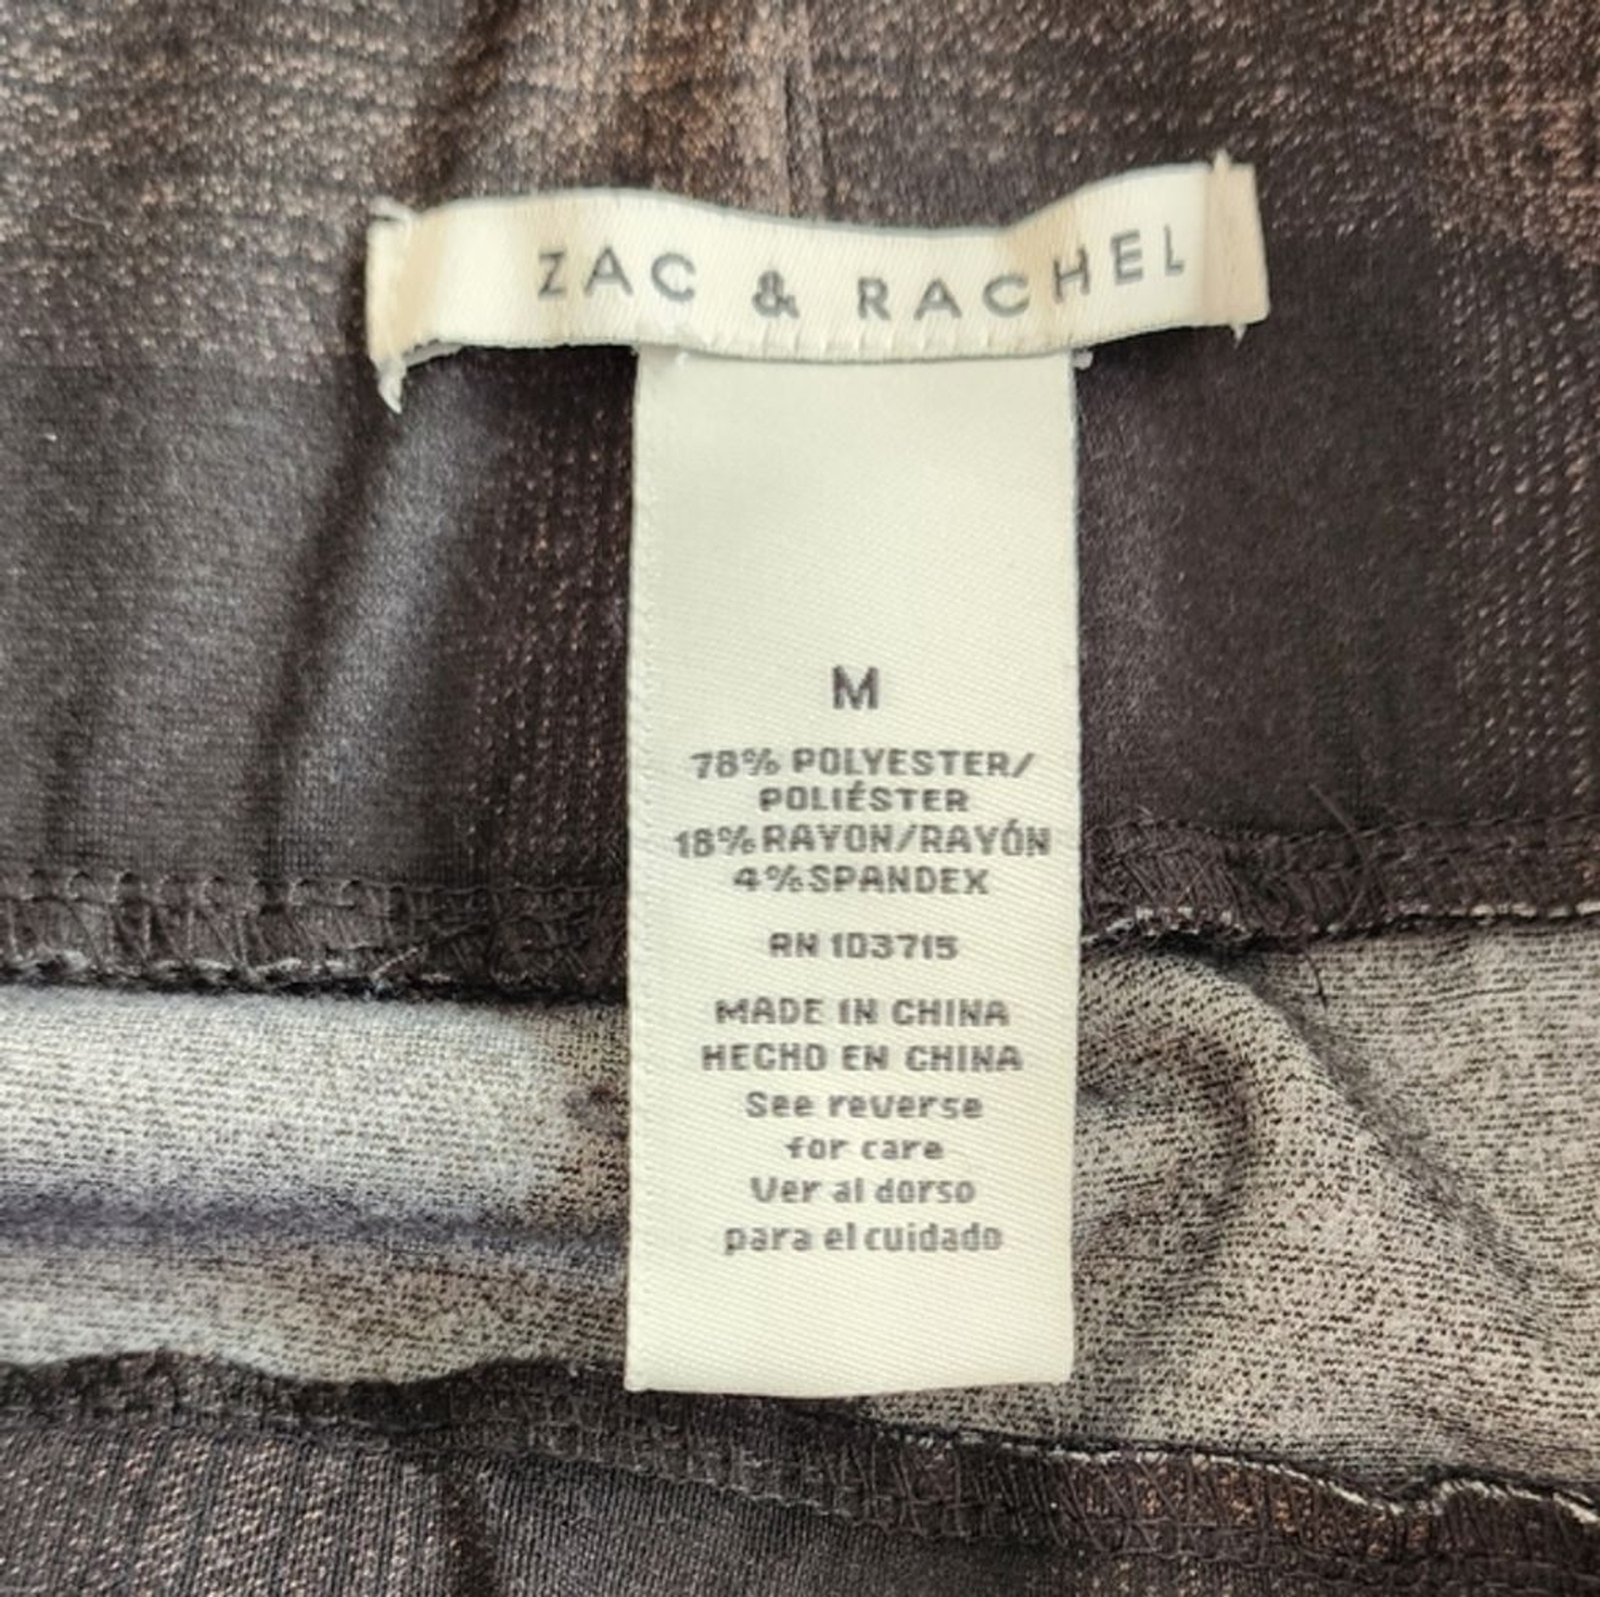 ZAC & RACHEL
M
78% POLYESTER/
POLIÉSTER
18% RAYON/RAYÓN
4% SPANDEX
RN 103715
MADE IN CHINA
HECHO EN CHINA
See reverse
for care
Ver al dorso
para el cuidado